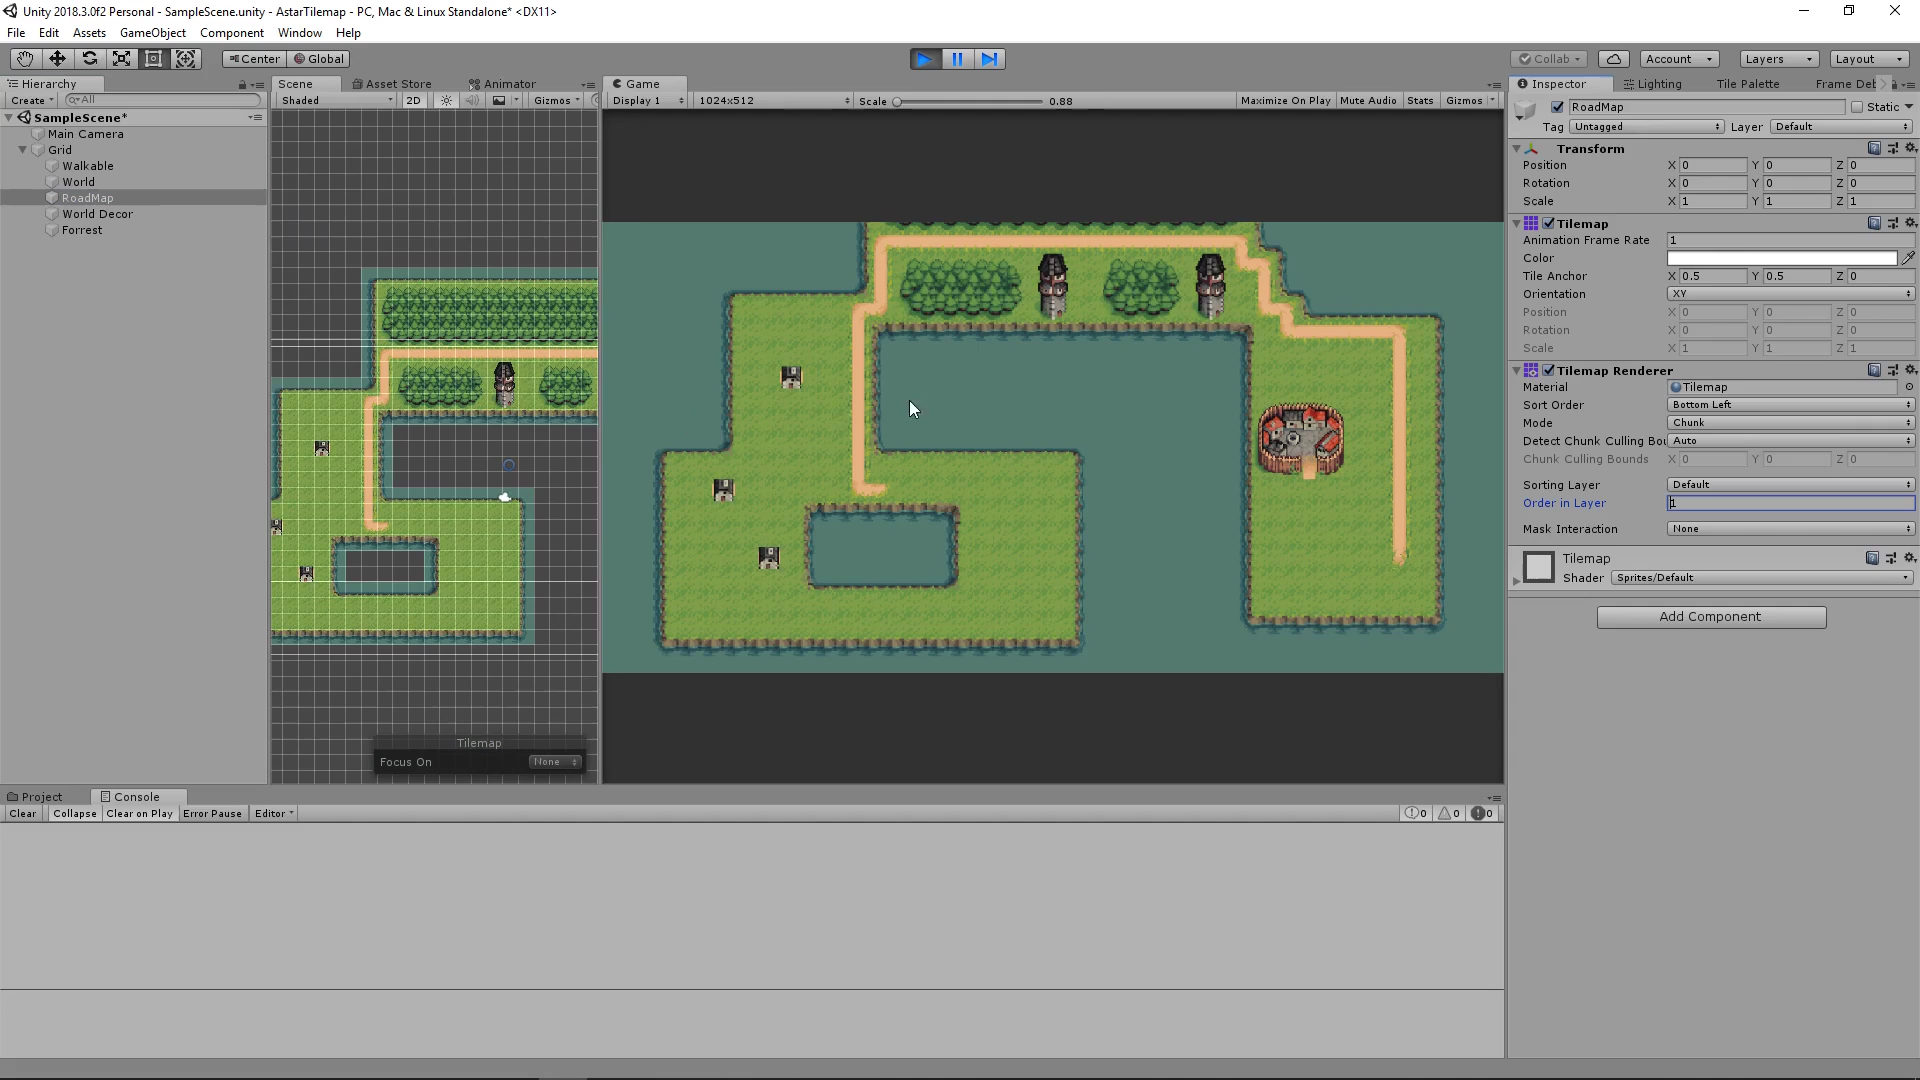 Unity 2018.3.0f2 Personal - SampleScene.unity - AstarTilemap - PC, Mac & Linux Standalone* <DX11>
File Edit Assets GameObject Component Window Help
Center Global Collab Account Layers Layout
Hierarchy
Create All
SampleScene*
Main Camera
Grid
Walkable
World
RoadMap
World Decor
Forrest
Scene Asset Store Animator
Shaded 2D Gizmos
Tilemap
Focus On None
Game
Display 1 1024x512 Scale 0.88 Maximize On Play Mute Audio Stats Gizmos
Project Console
Clear Collapse Clear on Play Error Pause Editor 0 0 0
Inspector Lighting Tile Palette Frame Deb
RoadMap Static
Tag Untagged Layer Default
Transform
Position X 0 Y 0 Z 0
Rotation X 0 Y 0 Z 0
Scale X 1 Y 1 Z 1
Tilemap
Animation Frame Rate 1
Color
Tile Anchor X 0.5 Y 0.5 Z 0
Orientation XY
Position X 0 Y 0 Z 0
Rotation X 0 Y 0 Z 0
Scale X 1 Y 1 Z 1
Tilemap Renderer
Material Tilemap
Sort Order Bottom Left
Mode Chunk
Detect Chunk Culling Bou Auto
Chunk Culling Bounds X 0 Y 0 Z 0
Sorting Layer Default
Order in Layer 1
Mask Interaction None
Tilemap
Shader Sprites/Default
Add Component